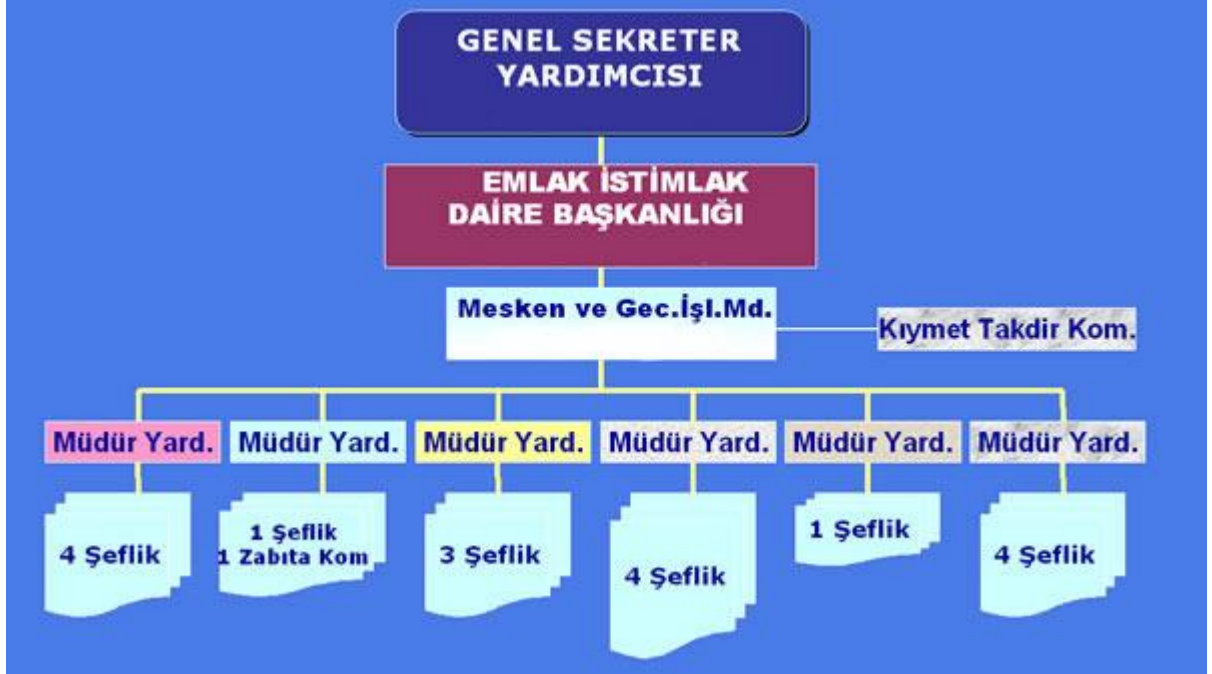 GENEL SEKRETER
YARDIMCISI
EMLAK İSTİMLAK
DAİRE BAŞKANLIĞI
Mesken ve Gec.İşl.Md.
Kıymet Takdir Kom.
Müdür Yard.
Müdür Yard.
Müdür Yard.
Müdür Yard.
Müdür Yard.
Müdür Yard.
4 Şeflik
1 Şeflik
1 Zabıta Kom
3 Şeflik
4 Şeflik
1 Şeflik
4 Şeflik